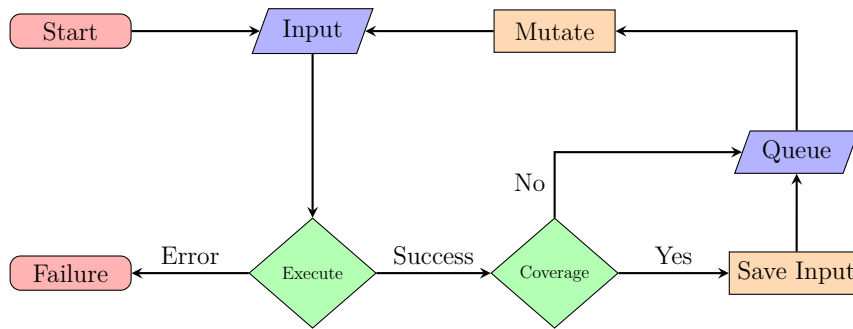 Start
Input
Mutate
Queue
No
Failure
Error
Execute
Success
Coverage
Yes
Save Input